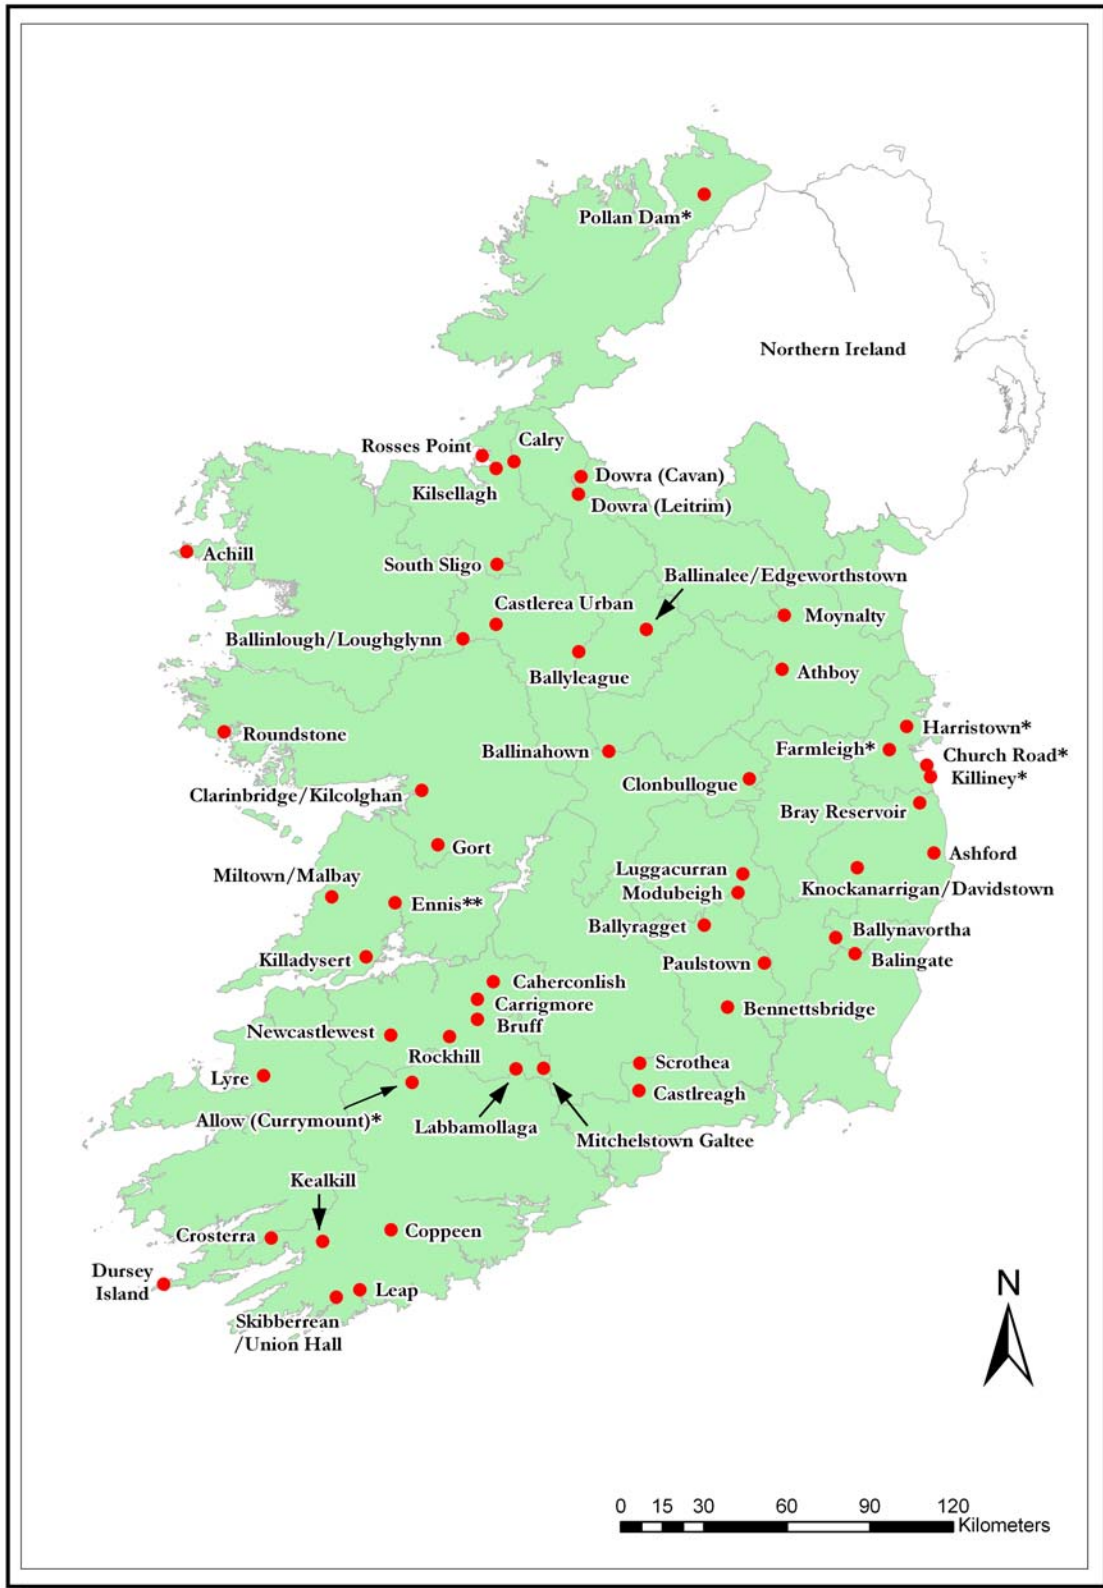 Pollan Dam*
Northern Ireland
Rosses Point
Calry
Kilsellagh
Dowra (Cavan)
Dowra (Leitrim)
Achill
South Sligo
Ballinalee/Edgeworthstown
Castlerea Urban
Moynalty
Ballinlough/Loughglynn
Ballyleague
Athboy
Roundstone
Harristown*
Ballinahown
Farmleigh*
Church Road*
Killiney*
Clonbullogue
Clarinbridge/Kilcolghan
Bray Reservoir
Gort
Ashford
Miltown/Malbay
Luggacurran
Knockanarrigan/Davidstown
Modubeigh
Ennis**
Ballyragget
Ballynavortha
Killadysert
Paulstown
Balingate
Caherconlish
Carrigmore
Bennettsbridge
Bruff
Newcastlewest
Rockhill
Scrothea
Lyre
Castlreagh
Allow (Currymount)*
Labbamollaga
Mitchelstown Galtee
Kealkill
Coppeen
Crosterra
Dursey
Island
Leap
Skibberrean
/Union Hall
N
0 15 30 60 90 120
Kilometers